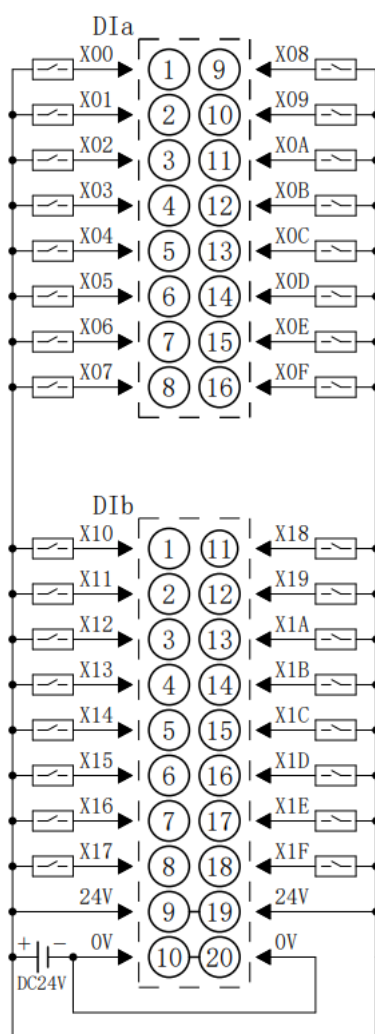 DIa
X00 1 9 X08
X01 2 10 X09
X02 3 11 X0A
X03 4 12 X0B
X04 5 13 X0C
X05 6 14 X0D
X06 7 15 X0E
X07 8 16 X0F
DIb
X10 1 11 X18
X11 2 12 X19
X12 3 13 X1A
X13 4 14 X1B
X14 5 15 X1C
X15 6 16 X1D
X16 7 17 X1E
X17 8 18 X1F
24V 9 19 24V
+ − 0V 10 20 0V
DC24V